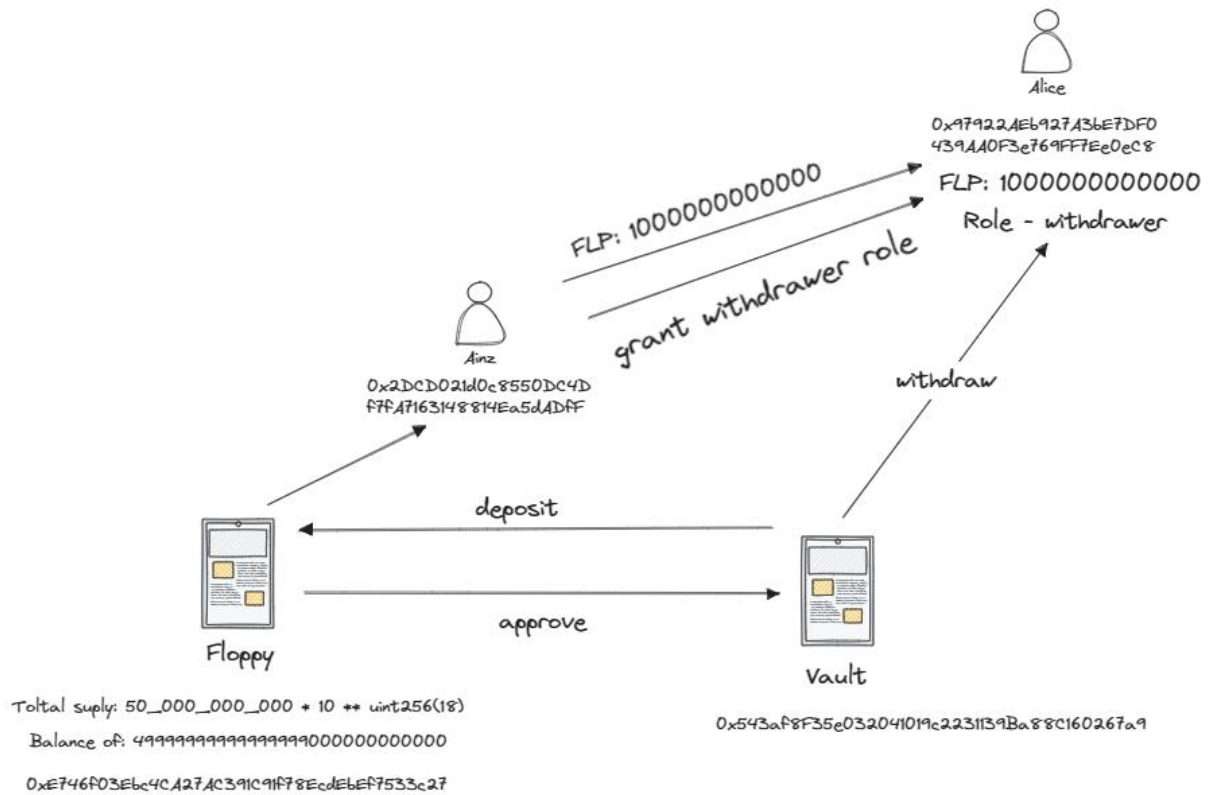 Alice
0x97922AEb927A3bE7DF0
439AA0F3e769FF7Ee0eC8
FLP: 1000000000000
FLP: 1000000000000
Role - withdrawer
grant withdrawer role
Ainz
0x2DCD021d0c8550DC4D
f7fA7163148814Ea5dADfF
withdraw
deposit
approve
Floppy
Vault
Toltal suply: 50_000_000_000 * 10 ** uint256(18)
Balance of: 49999999999999999000000000000
0x543af8F35e032041019c2231139Ba88C160267a9
0xE746f03Ebc4CA27AC391C91f78EcdEbEf7533c27